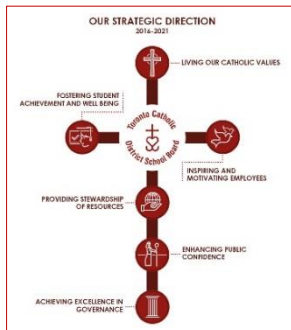 OUR STRATEGIC DIRECTION
2016-2021
LIVING OUR CATHOLIC VALUES
FOSTERING STUDENT
ACHIEVEMENT AND WELL BEING
Toronto Catholic
District School Board
INSPIRING AND
MOTIVATING EMPLOYEES
PROVIDING STEWARDSHIP
OF RESOURCES
ENHANCING PUBLIC
CONFIDENCE
ACHIEVING EXCELLENCE IN
GOVERNANCE